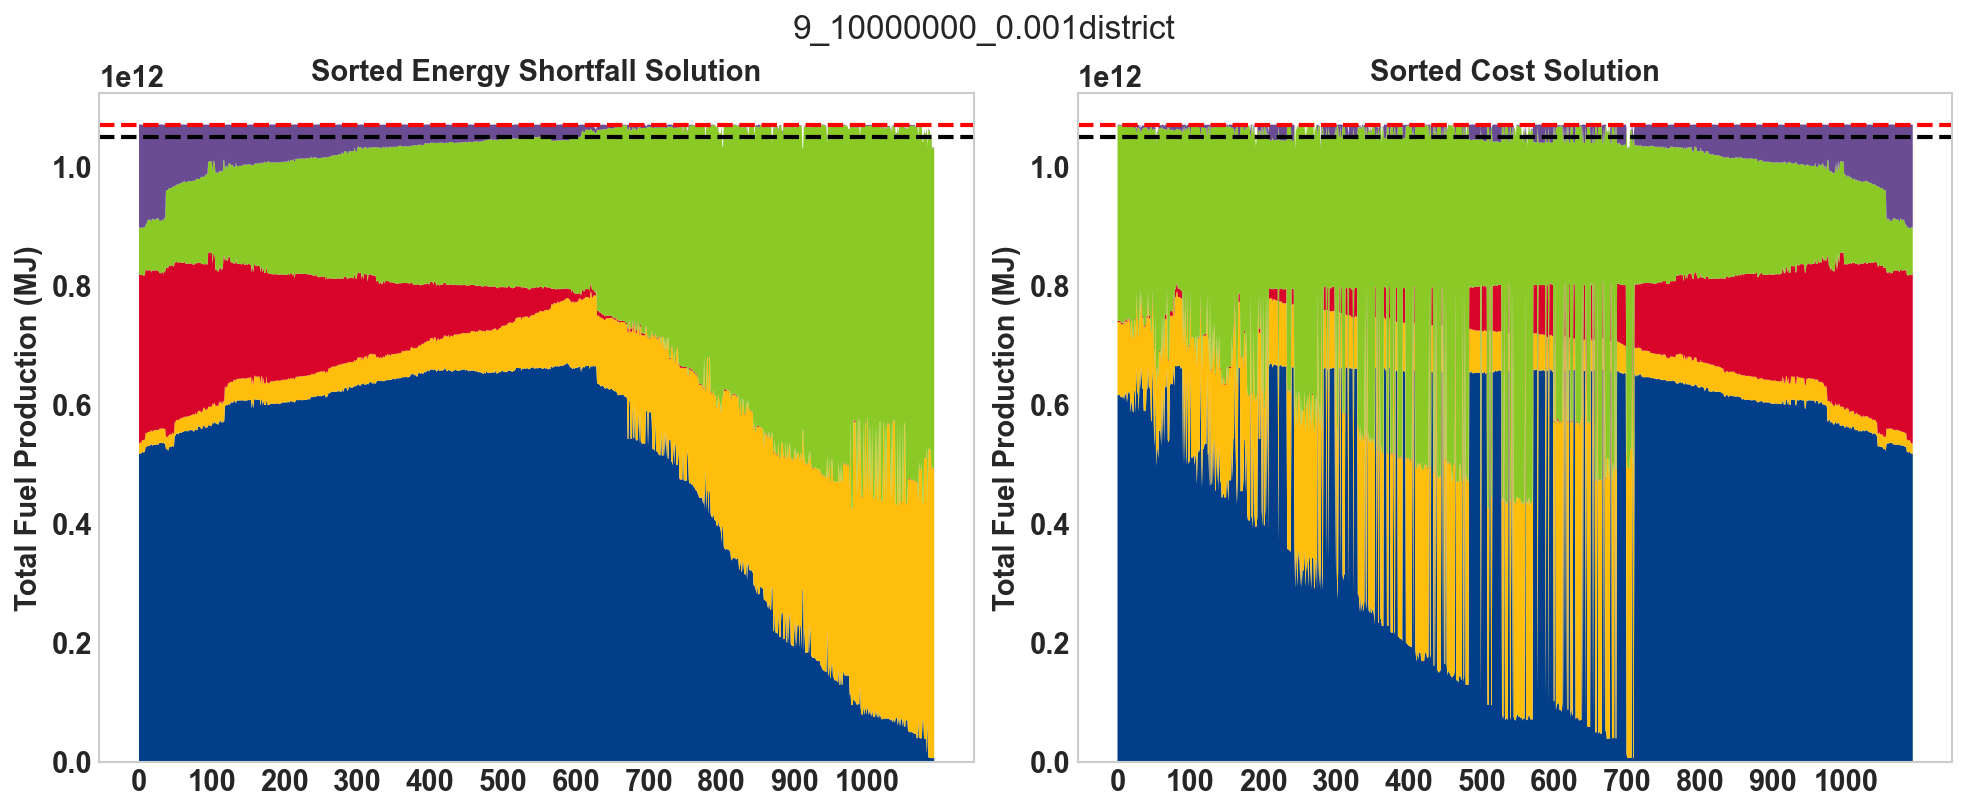 9_10000000_0.001district
Sorted Energy Shortfall Solution
1e12
Total Fuel Production (MJ)
1.0
0.8
0.6
0.4
0.2
0.0
0 100 200 300 400 500 600 700 800 900 1000
Sorted Cost Solution
1e12
Total Fuel Production (MJ)
1.0
0.8
0.6
0.4
0.2
0.0
0 100 200 300 400 500 600 700 800 900 1000